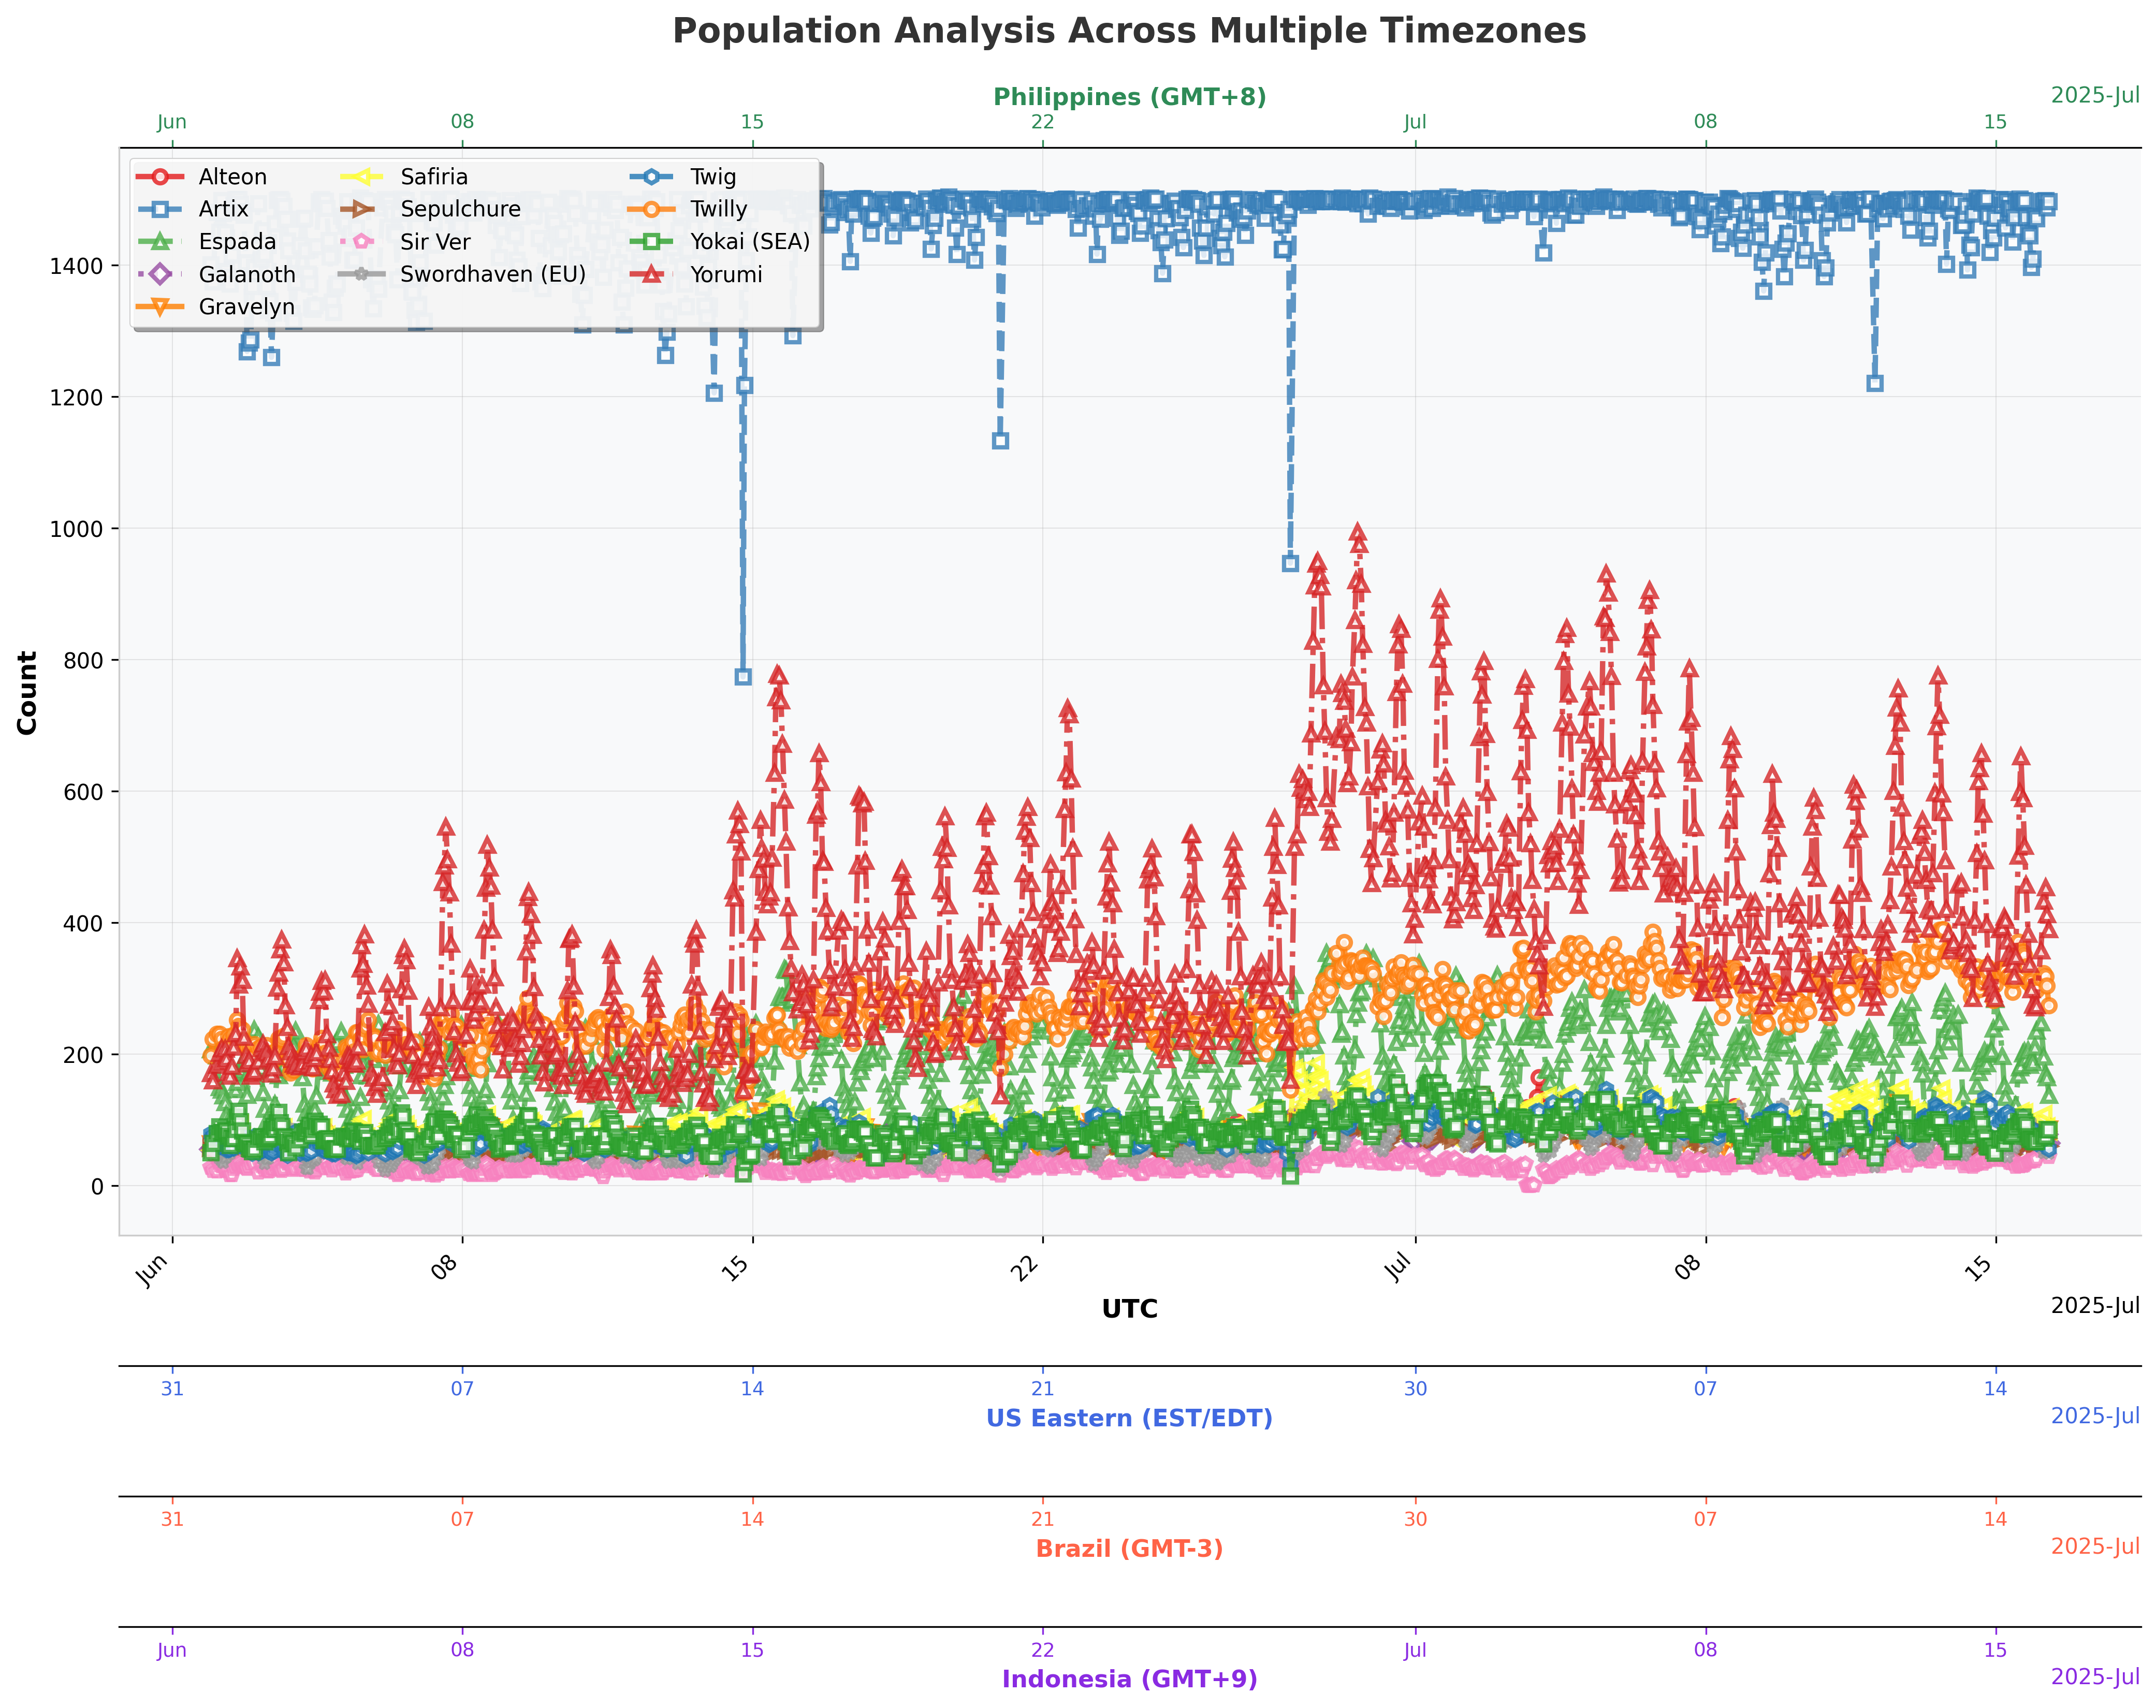 Population Analysis Across Multiple Timezones
Philippines (GMT+8)
2025-Jul
Jun 08 15 22 Jul 08 15
Alteon Safiria Twig
Artix Sepulchure Twilly
Espada Sir Ver Yokai (SEA)
Galanoth Swordhaven (EU) Yorumi
Gravelyn
1400
1200
1000
800
600
400
200
0
Count
Jun 08 15 22 Jul 08 15
UTC
2025-Jul
31 07 14 21 30 07 14
US Eastern (EST/EDT)
2025-Jul
31 07 14 21 30 07 14
Brazil (GMT-3)
2025-Jul
Jun 08 15 22 Jul 08 15
Indonesia (GMT+9)
2025-Jul